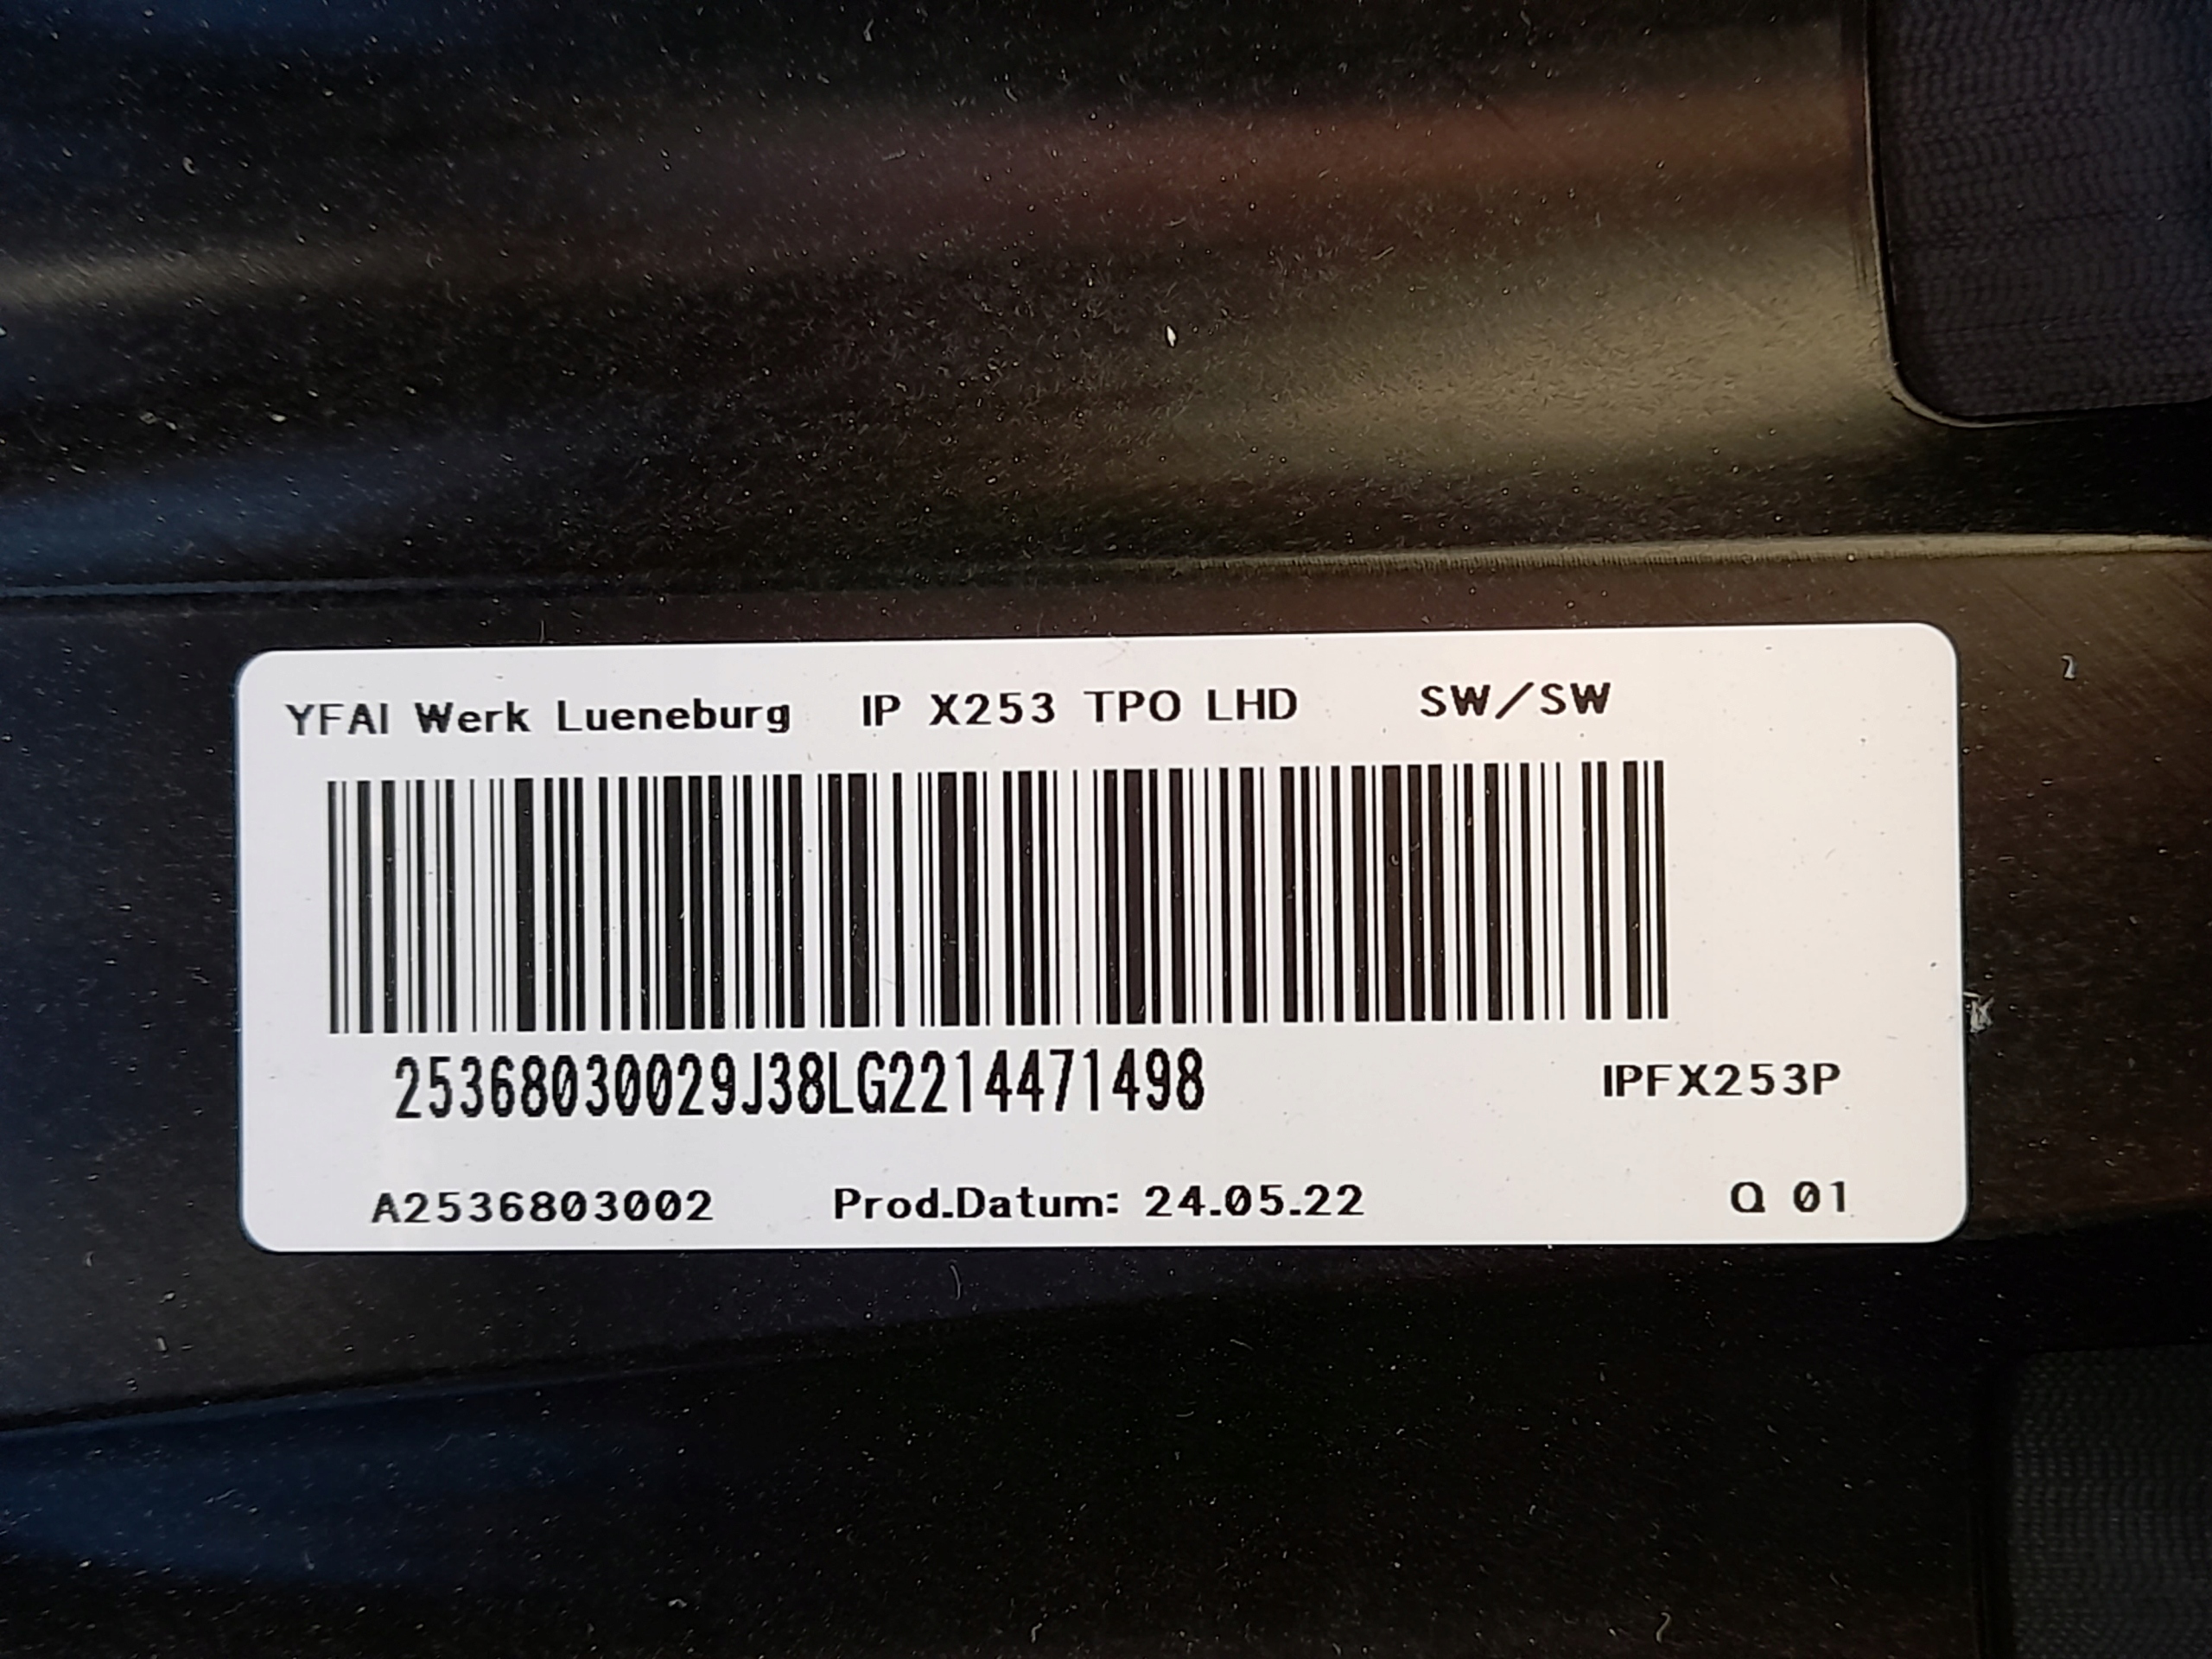 YFAI Werk Lueneburg IP X253 TPO LHD SW/SW
25368030029J38LG2214471498 IPFX253P
A2536803002 Prod.Datum: 24.05.22 Q 01